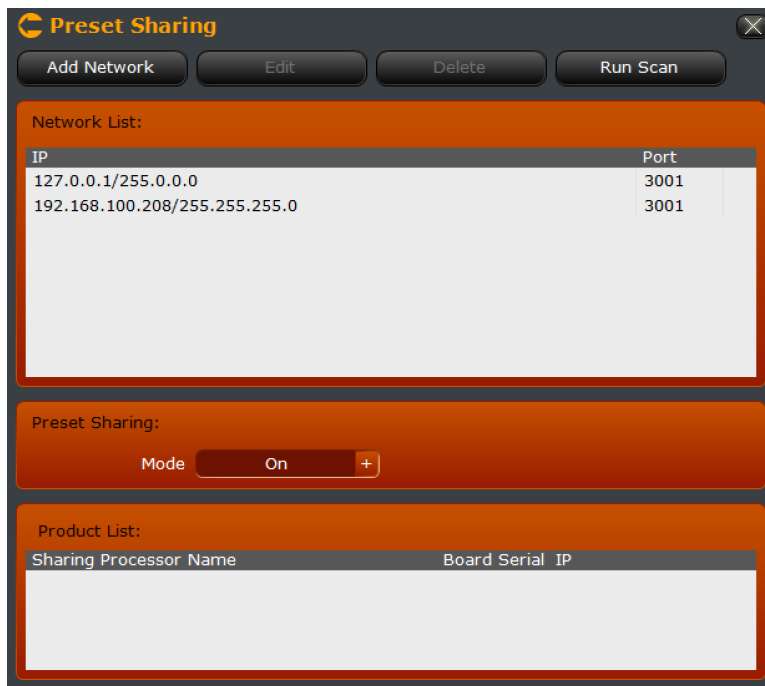 Preset Sharing
Add Network Edit Delete Run Scan
Network List:
IP Port
127.0.0.1/255.0.0.0 3001
192.168.100.208/255.255.255.0 3001
Preset Sharing:
Mode On +
Product List:
Sharing Processor Name Board Serial IP